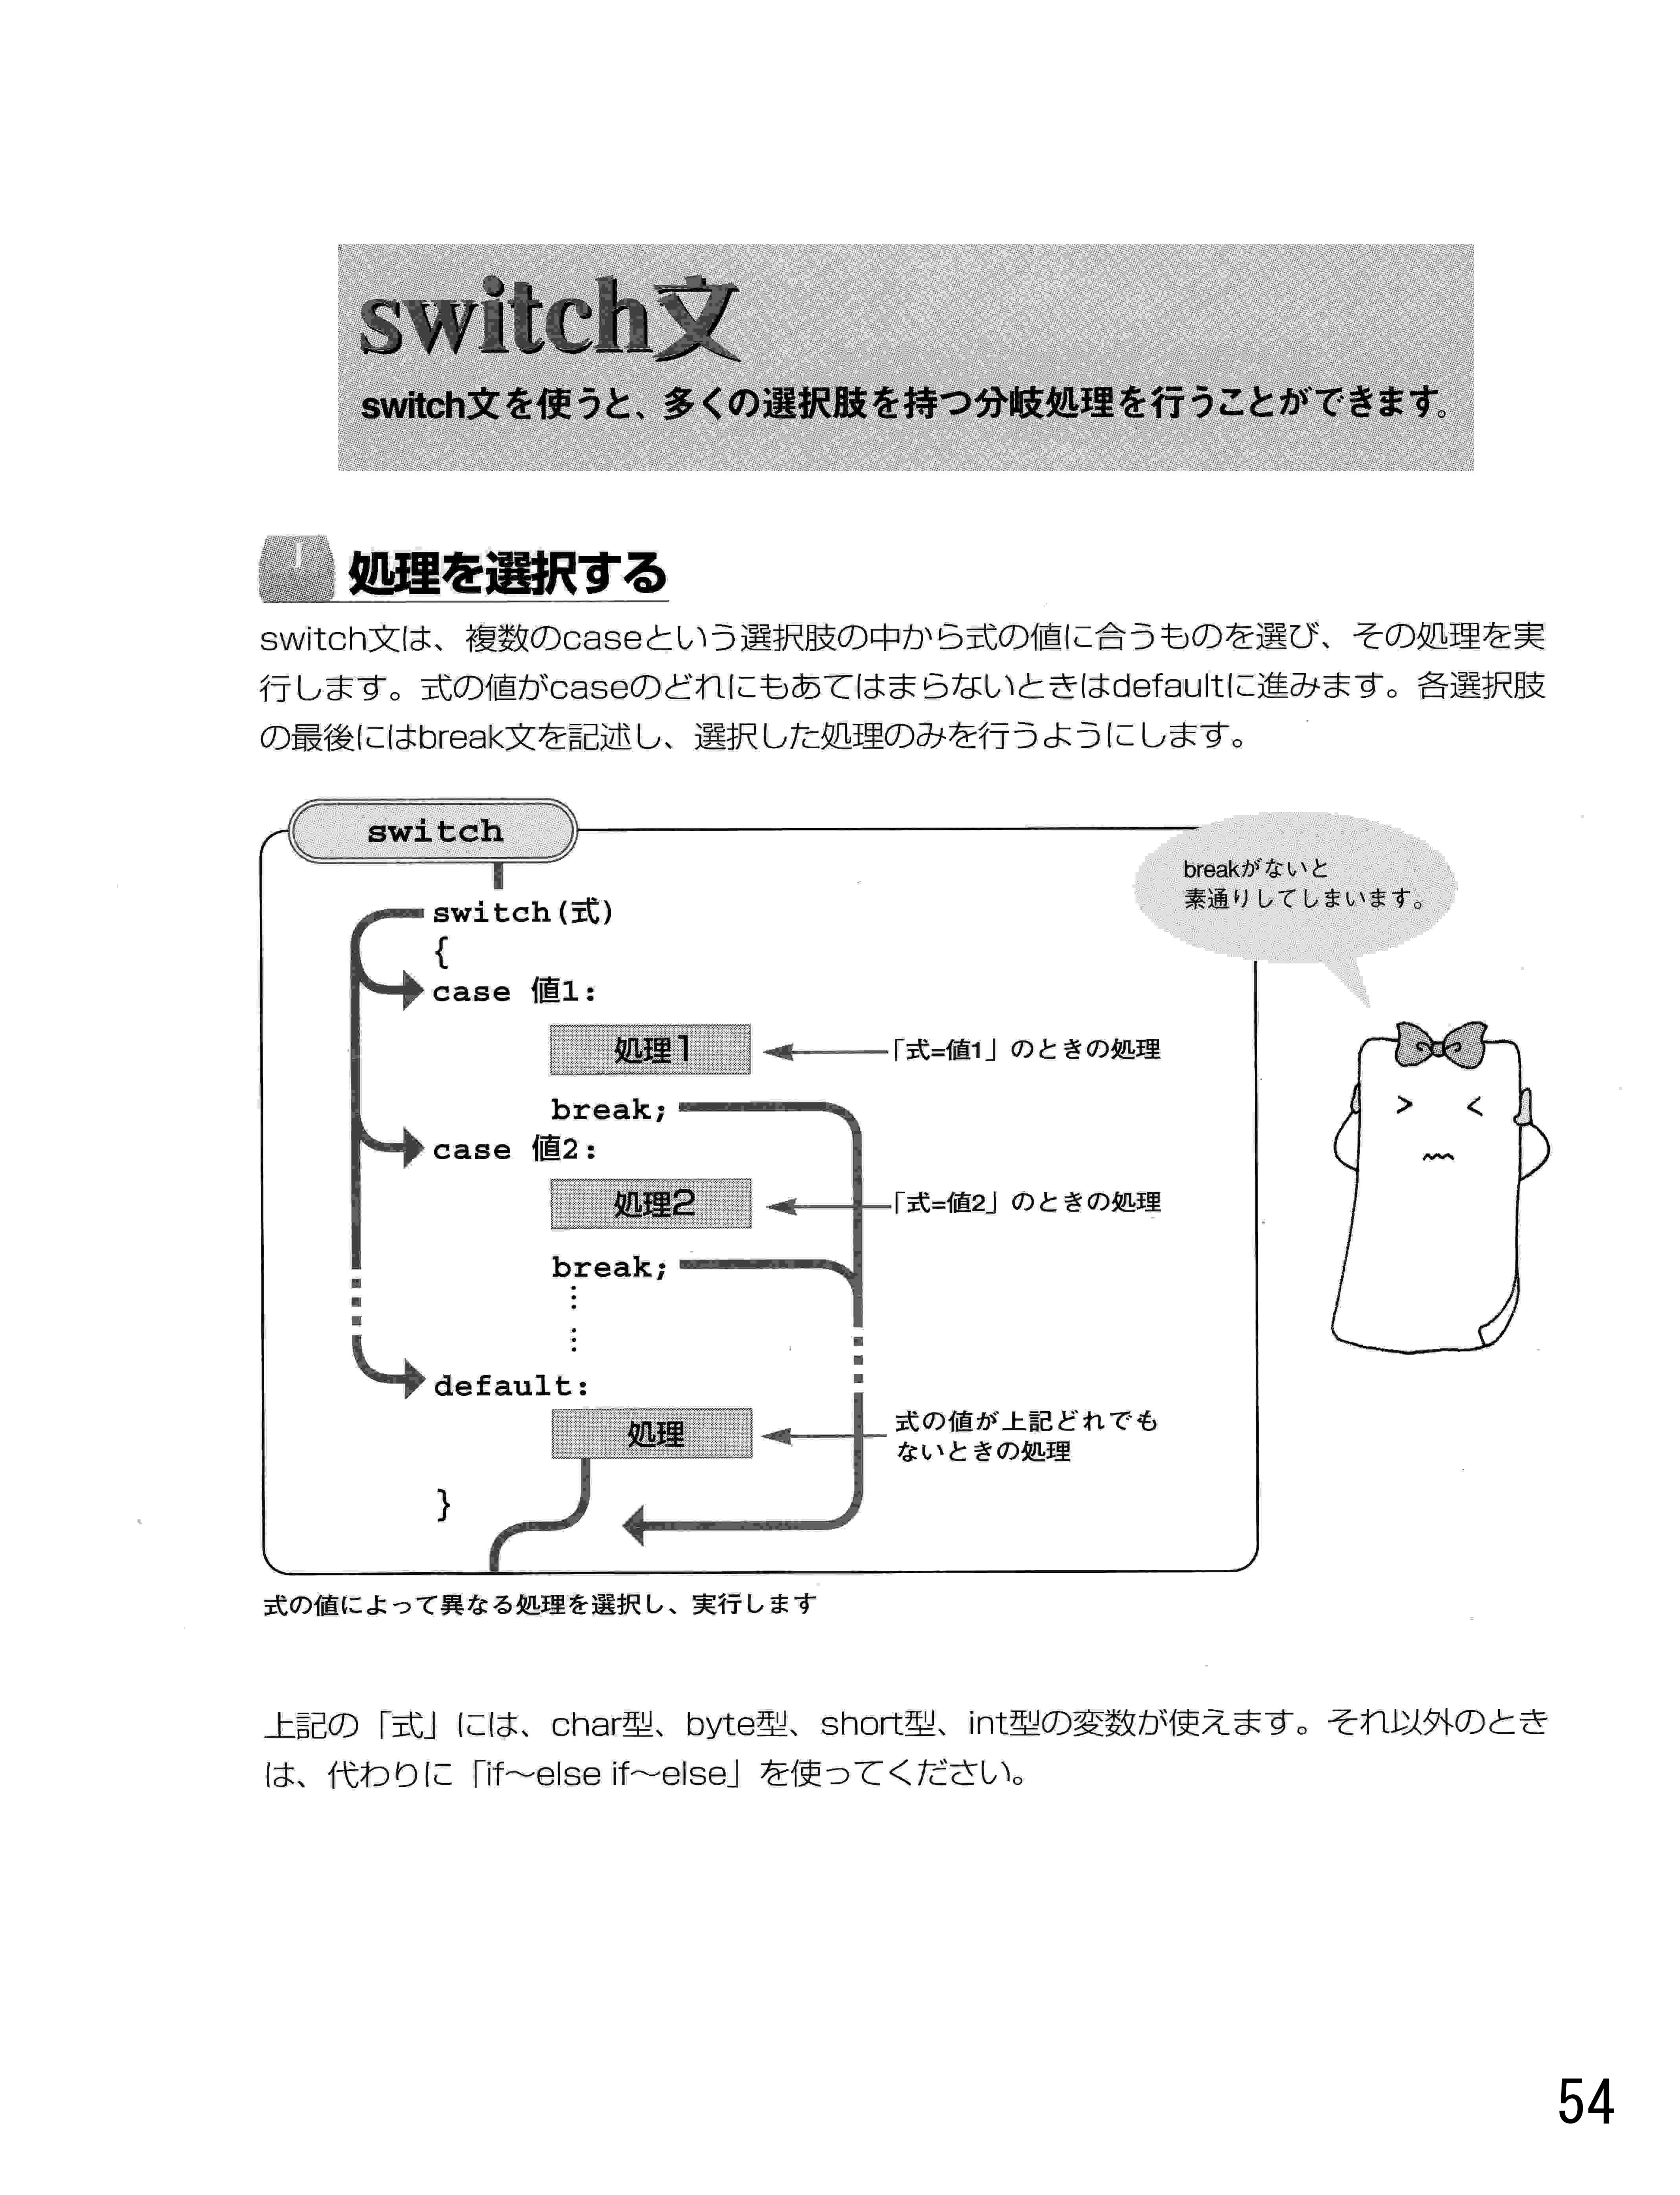 switch文
switch文を使うと、多くの選択肢を持つ分岐処理を行うことができます。
J
処理を選択する
switch文は、複数のcaseという選択肢の中から式の値に合うものを選び、その処理を実
行します。式の値がcaseのどれにもあてはまらないときはdefaultに進みます。各選択肢
の最後にはbreak文を記述し、選択した処理のみを行うようにします。
switch
breakがないと
素通りしてしまいます。
switch(式)
{
case 値1:
処理1
「式=値1」のときの処理
break;
case 値2:
処理2
「式=値2」のときの処理
break;
⋮
⋮
default:
処理
式の値が上記どれでも
ないときの処理
}
式の値によって異なる処理を選択し、実行します
上記の「式」には、char型、byte型、short型、int型の変数が使えます。それ以外のとき
は、代わりに「if〜else if〜else」を使ってください。
54